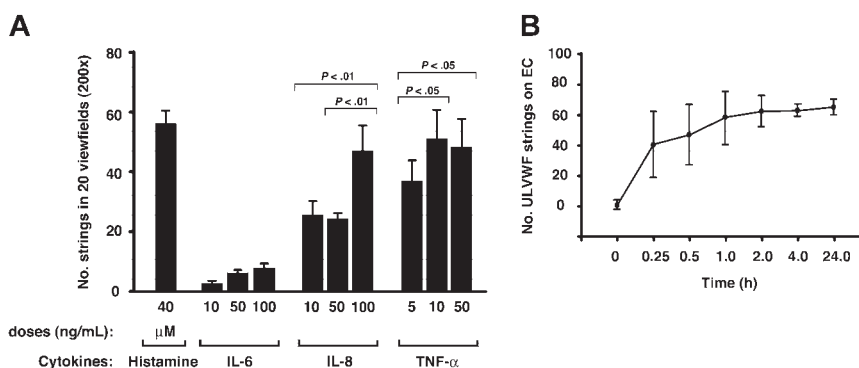 A
No. strings in 20 viewfields (200x)
80
60
40
20
0
P < .01
P < .01
P < .05
P < .05
40 10 50 100 10 50 100 5 10 50
doses (ng/mL): μM
Cytokines: Histamine IL-6 IL-8 TNF-α
B
No. ULVWF strings on EC
100
80
60
40
20
0
0 0.25 0.5 1.0 2.0 4.0 24.0
Time (h)